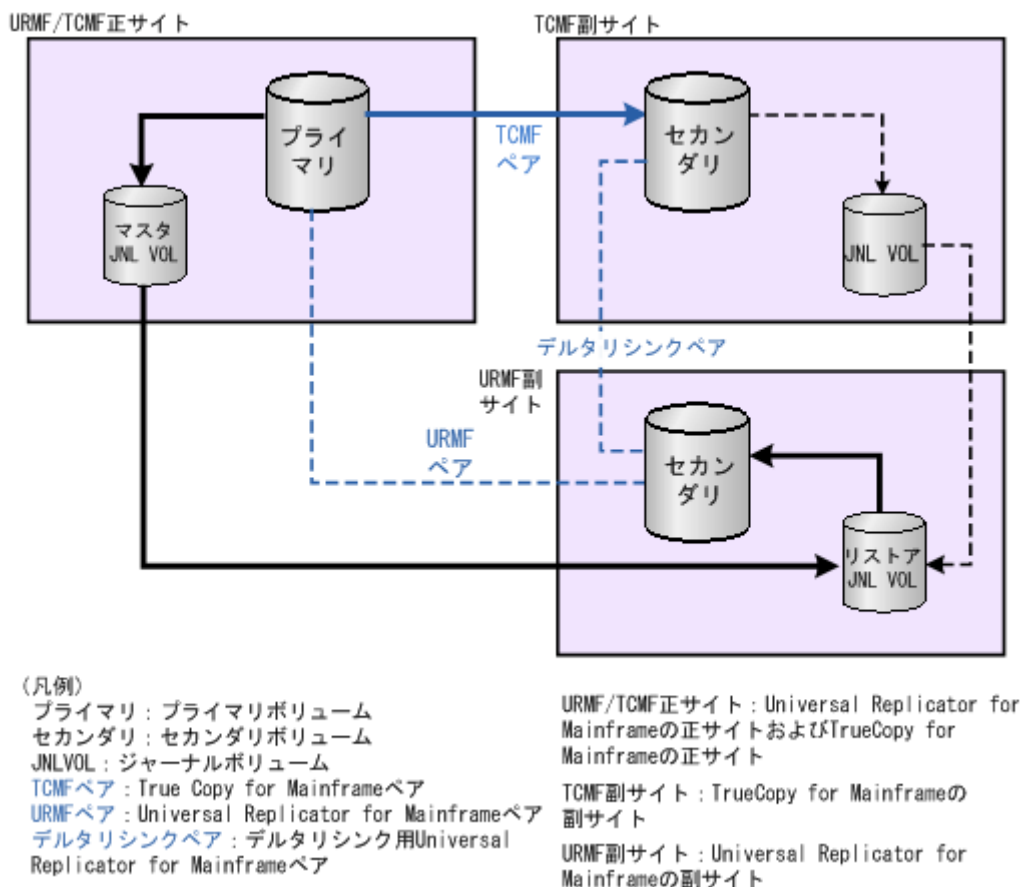 URMF/TCMF正サイト
TCMF副サイト
プライ
マリ
TCMF
ペア
セカン
ダリ
マスタ
JNL VOL
JNL VOL
デルタリシンクペア
URMF副
サイト
URMF
ペア
セカン
ダリ
リストア
JNL VOL
(凡例)
プライマリ：プライマリボリューム
セカンダリ：セカンダリボリューム
JNLVOL：ジャーナルボリューム
TCMFペア：True Copy for Mainframeペア
URMFペア：Universal Replicator for Mainframeペア
デルタリシンクペア：デルタリシンク用Universal
Replicator for Mainframeペア
URMF/TCMF正サイト：Universal Replicator for
Mainframeの正サイトおよびTrueCopy for
Mainframeの正サイト
TCMF副サイト：TrueCopy for Mainframeの
副サイト
URMF副サイト：Universal Replicator for
Mainframeの副サイト